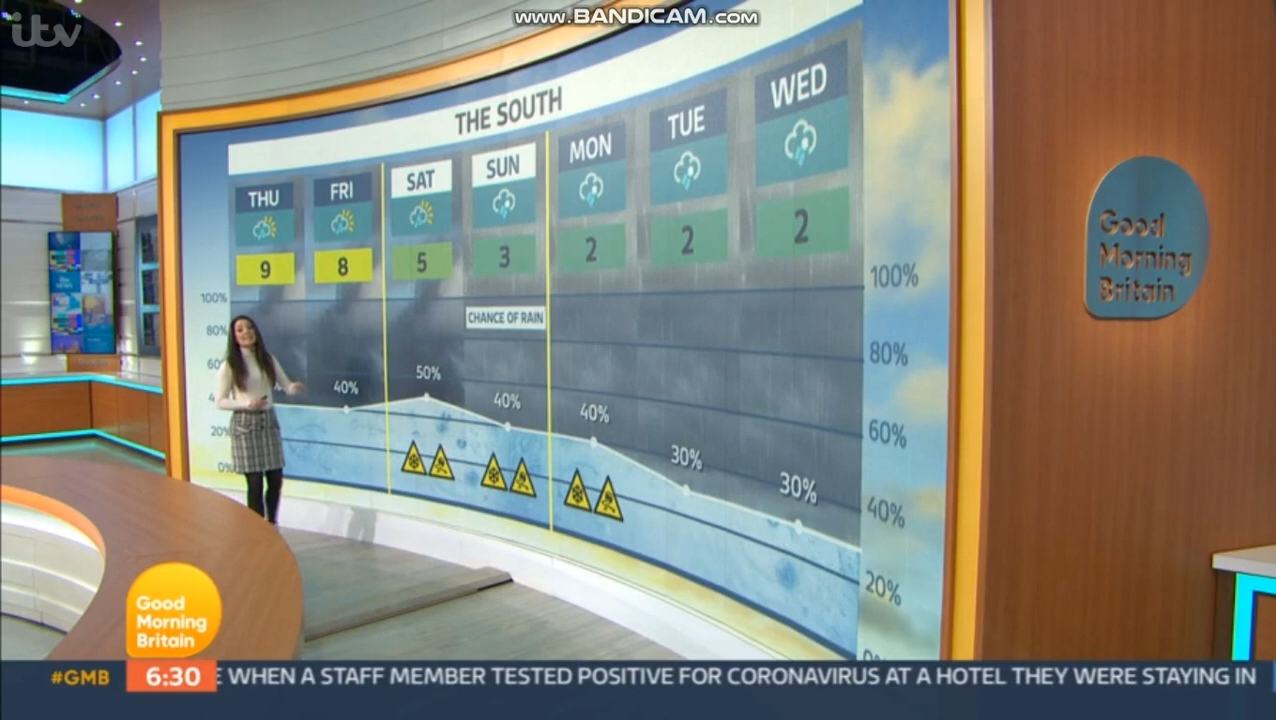 itv
www.BANDICAM.com
THE SOUTH
THU FRI SAT SUN MON TUE WED
9 8 5 3 2 2 2
100% 100%
80% CHANCE OF RAIN 80%
50%
40% 40% 40%
60%
20% 30% 30%
0% 40%
20%
Good
Morning
Britain
Good
Morning
Britain
#GMB 6:30 WHEN A STAFF MEMBER TESTED POSITIVE FOR CORONAVIRUS AT A HOTEL THEY WERE STAYING IN